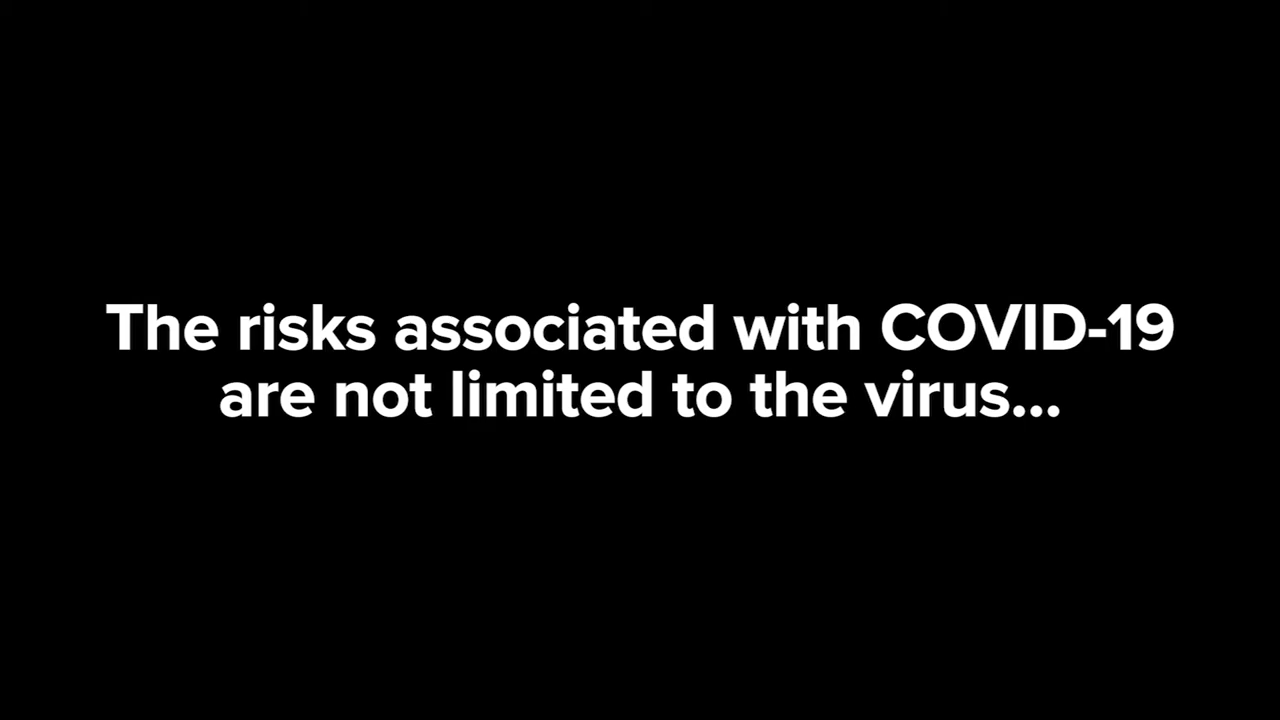 The risks associated with COVID-19
are not limited to the virus...